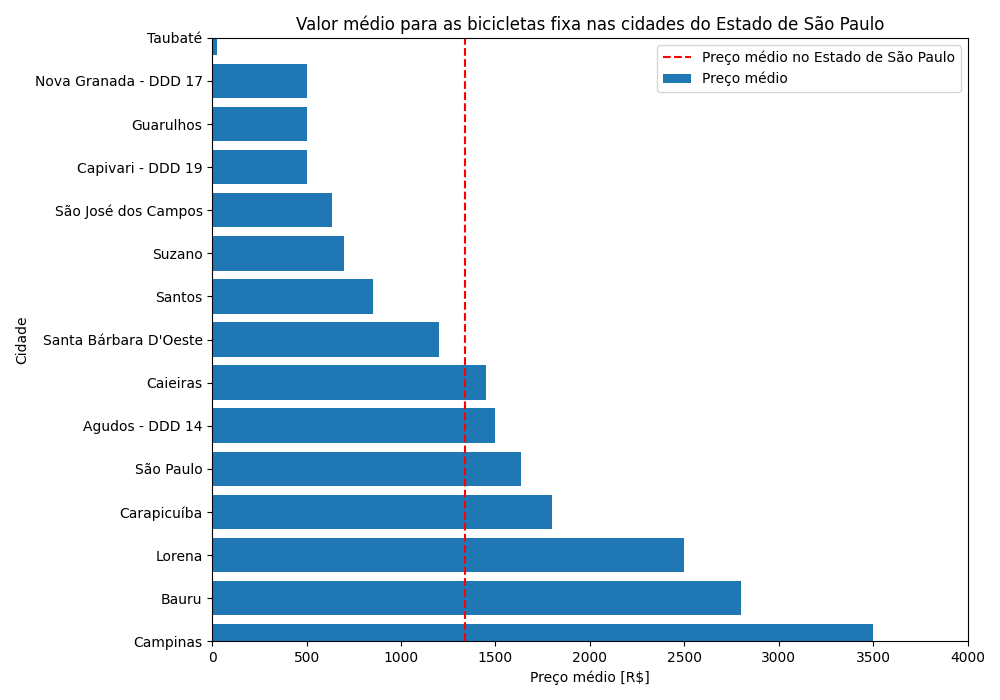 Valor médio para as bicicletas fixa nas cidades do Estado de São Paulo
Preço médio no Estado de São Paulo
Preço médio
Cidade
Taubaté
Nova Granada - DDD 17
Guarulhos
Capivari - DDD 19
São José dos Campos
Suzano
Santos
Santa Bárbara D'Oeste
Caieiras
Agudos - DDD 14
São Paulo
Carapicuíba
Lorena
Bauru
Campinas
0 500 1000 1500 2000 2500 3000 3500 4000
Preço médio [R$]